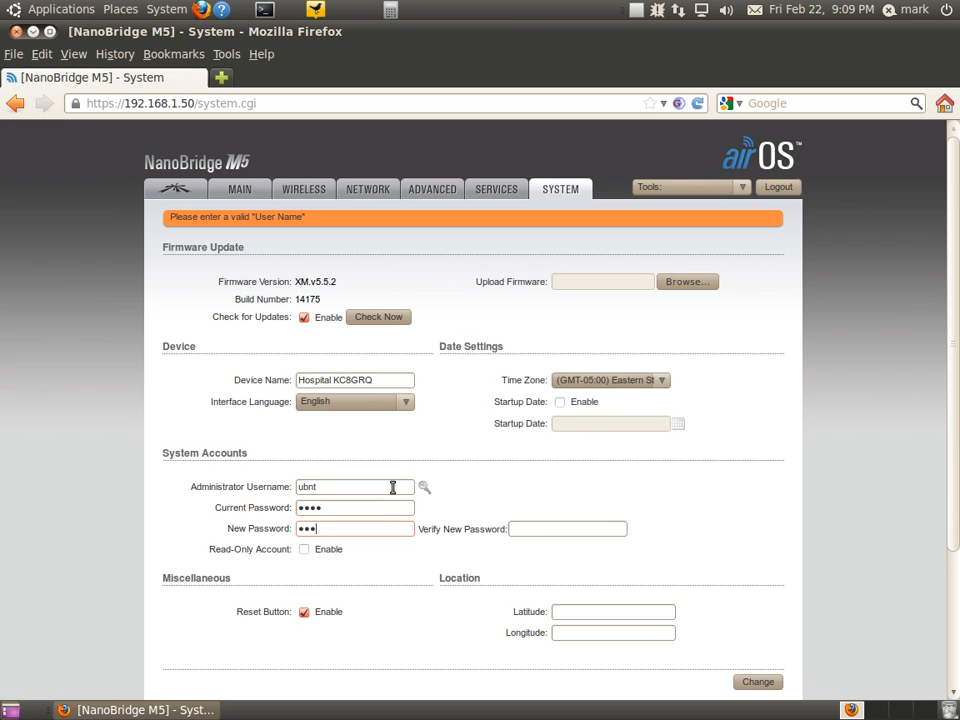 Applications Places System ? Fri Feb 22, 9:09 PM mark
[NanoBridge M5] - System - Mozilla Firefox
File Edit View History Bookmarks Tools Help
[NanoBridge M5] - System
https://192.168.1.50/system.cgi Google
NanoBridge M5 airOS™
MAIN WIRELESS NETWORK ADVANCED SERVICES SYSTEM Tools: Logout
Please enter a valid "User Name"
Firmware Update
Firmware Version: XM.v5.5.2 Upload Firmware: Browse...
Build Number: 14175
Check for Updates: Enable Check Now
Device Date Settings
Device Name: Hospital KC8GRQ Time Zone: (GMT-05:00) Eastern St
Interface Language: English Startup Date: Enable
Startup Date:
System Accounts
Administrator Username: ubnt
Current Password: ••••
New Password: ••• Verify New Password:
Read-Only Account: Enable
Miscellaneous Location
Reset Button: Enable Latitude:
Longitude:
Change
[NanoBridge M5] - Syst...